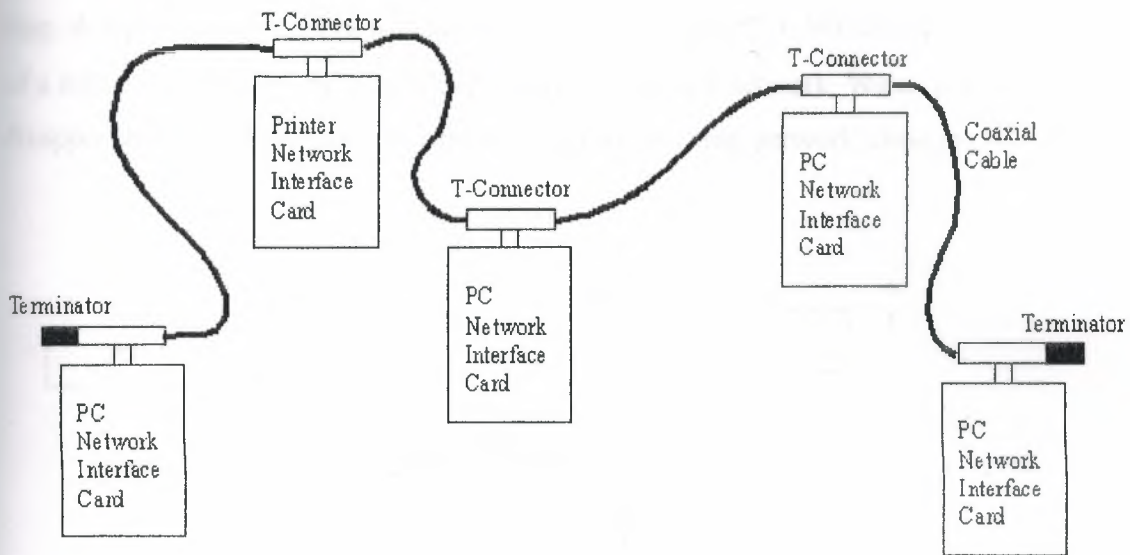 T-Connector
T-Connector
Printer
Network
Interface
Card
Coaxial
Cable
PC
Network
Interface
Card
T-Connector
PC
Network
Interface
Card
Terminator
Terminator
PC
Network
Interface
Card
PC
Network
Interface
Card